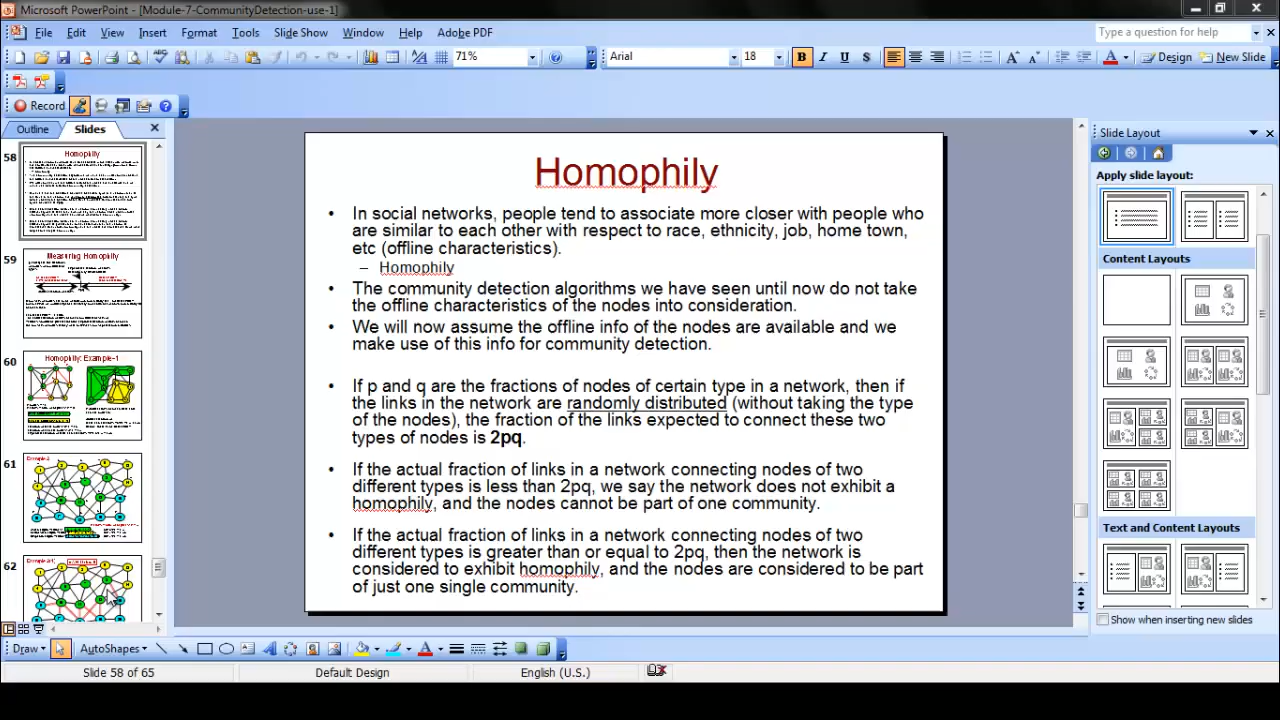 Microsoft PowerPoint - [Module-7-CommunityDetection-use-1]
File Edit View Insert Format Tools Slide Show Window Help Adobe PDF
Type a question for help
71%
Arial
18
B I U S
Design
New Slide
Record
Outline
Slides
Slide Layout
58
Homophily
59
Measuring Homophily
60
Homophily: Example-1
61
62
Homophily
• In social networks, people tend to associate more closer with people who
are similar to each other with respect to race, ethnicity, job, home town,
etc (offline characteristics).
– Homophily
• The community detection algorithms we have seen until now do not take
the offline characteristics of the nodes into consideration.
• We will now assume the offline info of the nodes are available and we
make use of this info for community detection.
• If p and q are the fractions of nodes of certain type in a network, then if
the links in the network are randomly distributed (without taking the type
of the nodes), the fraction of the links expected to connect these two
types of nodes is 2pq.
• If the actual fraction of links in a network connecting nodes of two
different types is less than 2pq, we say the network does not exhibit a
homophily, and the nodes cannot be part of one community.
• If the actual fraction of links in a network connecting nodes of two
different types is greater than or equal to 2pq, then the network is
considered to exhibit homophily, and the nodes are considered to be part
of just one single community.
Apply slide layout:
Content Layouts
Text and Content Layouts
Show when inserting new slides
Draw
AutoShapes
Slide 58 of 65
Default Design
English (U.S.)